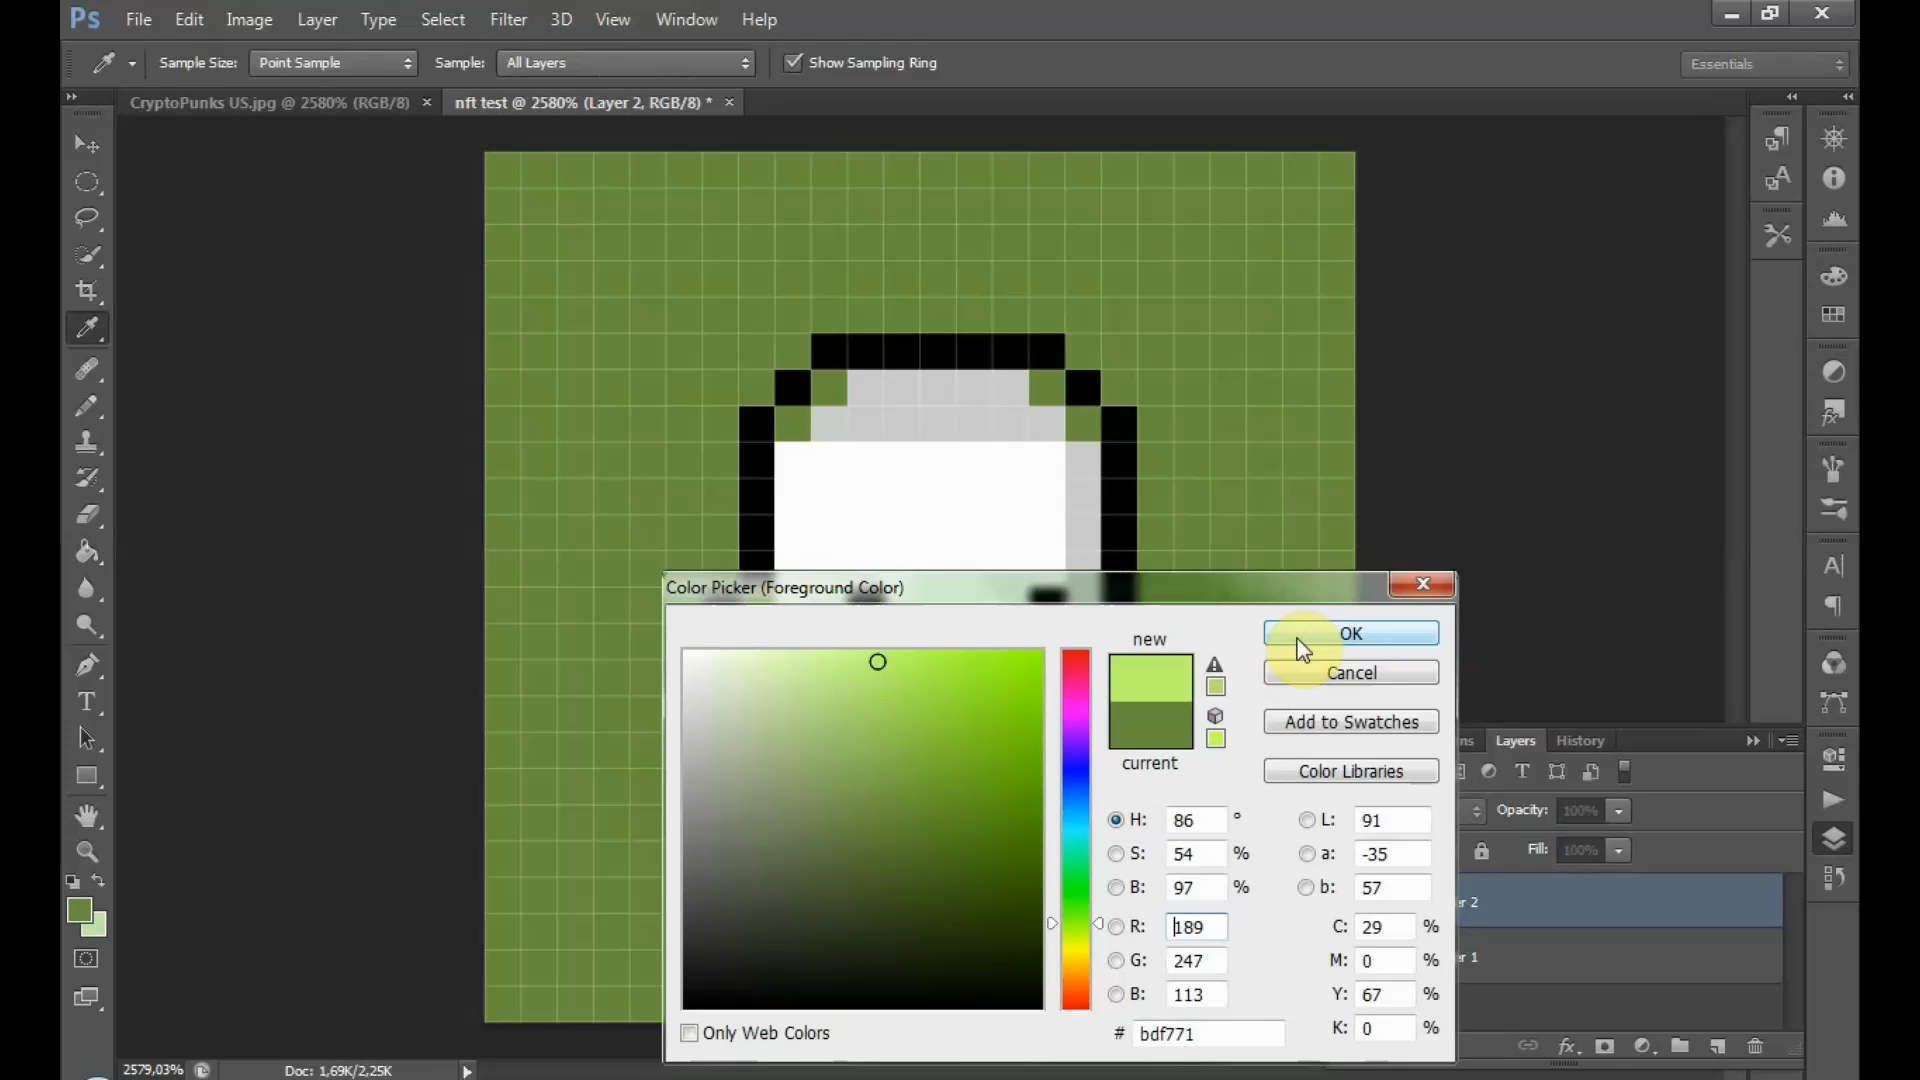 Ps File Edit Image Layer Type Select Filter 3D View Window Help
Sample Size: Point Sample Sample: All Layers Show Sampling Ring Essentials
CryptoPunks US.jpg @ 2580% (RGB/8) × nft test @ 2580% (Layer 2, RGB/8) * ×
Color Picker (Foreground Color)
new
OK
Cancel
Add to Swatches
current
Color Libraries
H: 86 ° L: 91
S: 54 % a: -35
B: 97 % b: 57
R: 189 C: 29 %
G: 247 M: 0 %
B: 113 Y: 67 %
# bdf771 K: 0 %
Only Web Colors
Layers History
Opacity: 100%
Fill: 100%
2
1
2579,03% Doc: 1,69K/2,25K